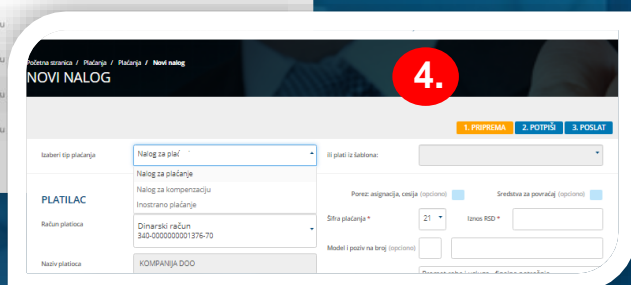 u
u
u
u
Početna stranica / Plaćanja / Plaćanja / Novi nalog
NOVI NALOG
4.
1. PRIPREMA 2. POTPIŠI 3. POSLAT
Izaberi tip plaćanja
Nalog za plać
Ili plati iz šablona:
Nalog za plaćanje
Nalog za kompenzaciju
Inostrano plaćanje
PLATILAC
Porez: asignacija, cesija (opciono)
Sredstva za povraćaj (opciono)
Račun platioca
Dinarski račun
340-0000000001376-70
Šifra plaćanja *
21
Iznos RSD *
Model i poziv na broj (opciono)
Naziv platioca
KOMPANIJA DOO